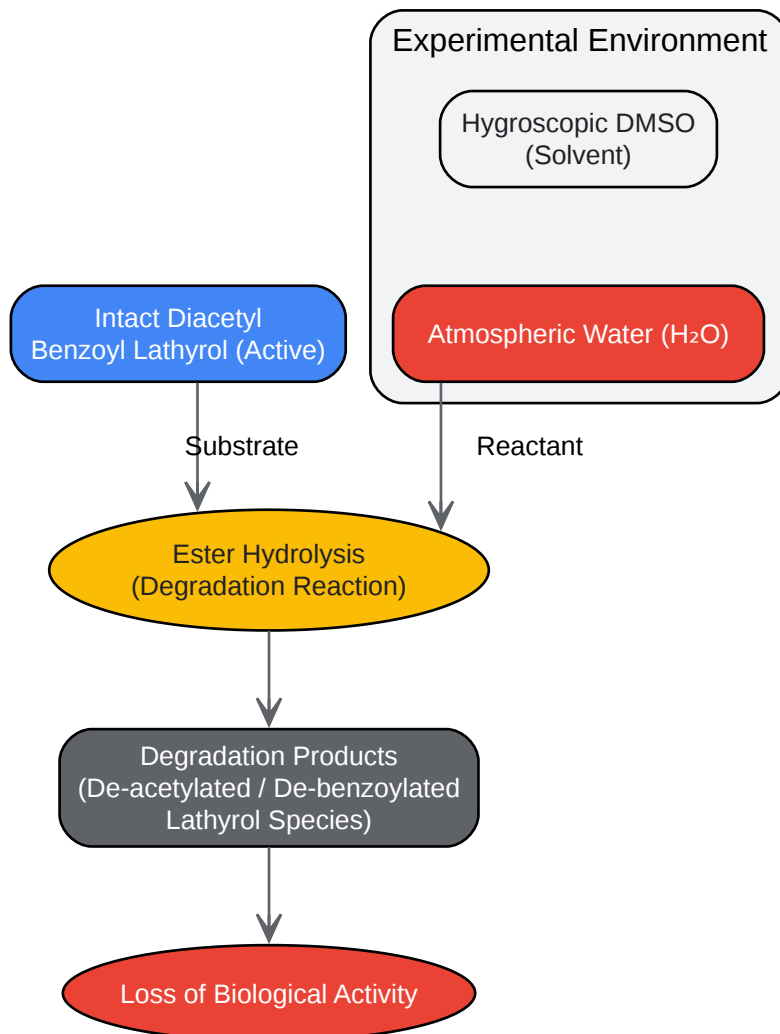 Experimental Environment
Hygroscopic DMSO
(Solvent)
Intact Diacetyl
Benzoyl Lathyrol (Active)
Atmospheric Water (H₂O)
Substrate
Reactant
Ester Hydrolysis
(Degradation Reaction)
Degradation Products
(De-acetylated / De-benzoylated
Lathyrol Species)
Loss of Biological Activity